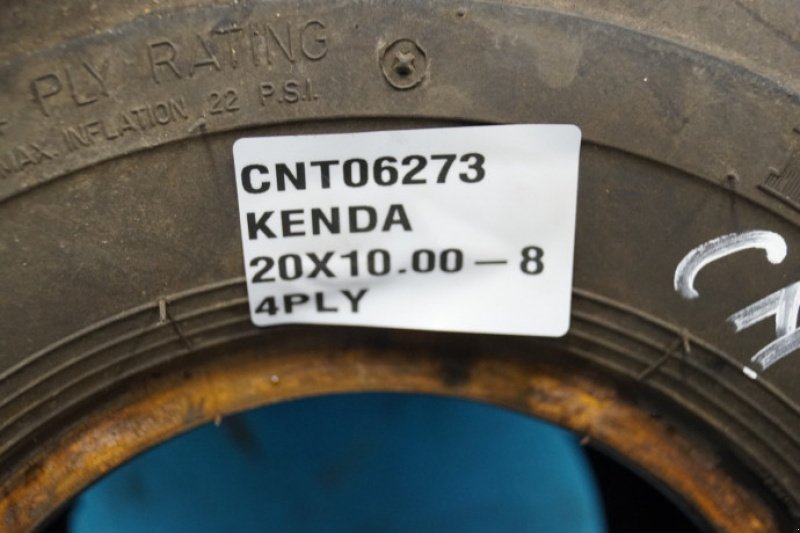 PLY RATING
MAX. INFLATION 22 P.S.I.
CNT06273
KENDA
20X10.00-8
4PLY